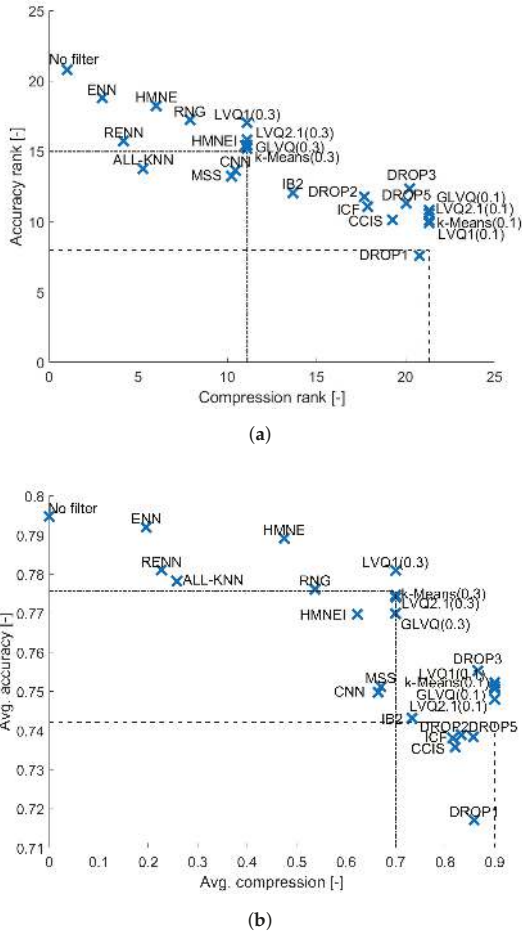 25
20
15
10
5
0
Accuracy rank [-]
No filter
ENN
HMNE
RNG
LVQ1(0.3)
RENN
HMNEI
LVQ2.1(0.3)
GLVQ(0.3)
k-Means(0.3)
ALL-KNN
CNN
MSS
IB2
DROP2
DROP3
DROP5
ICF
CCIS
GLVQ(0.1)
LVQ2.1(0.1)
k-Means(0.1)
LVQ1(0.1)
DROP1
0 5 10 15 20 25
Compression rank [-]
(a)
0.8
0.79
0.78
0.77
0.76
0.75
0.74
0.73
0.72
0.71
Avg. accuracy [-]
No filter
ENN
HMNE
RENN
ALL-KNN
LVQ1(0.3)
RNG
k-Means(0.3)
LVQ2.1(0.3)
HMNEI
GLVQ(0.3)
DROP3
MSS
CNN
LVQ1(0.1)
k-Means(0.1)
GLVQ(0.1)
LVQ2.1(0.1)
IB2
DROP2DROP5
ICF
CCIS
DROP1
0 0.1 0.2 0.3 0.4 0.5 0.6 0.7 0.8 0.9
Avg. compression [-]
(b)